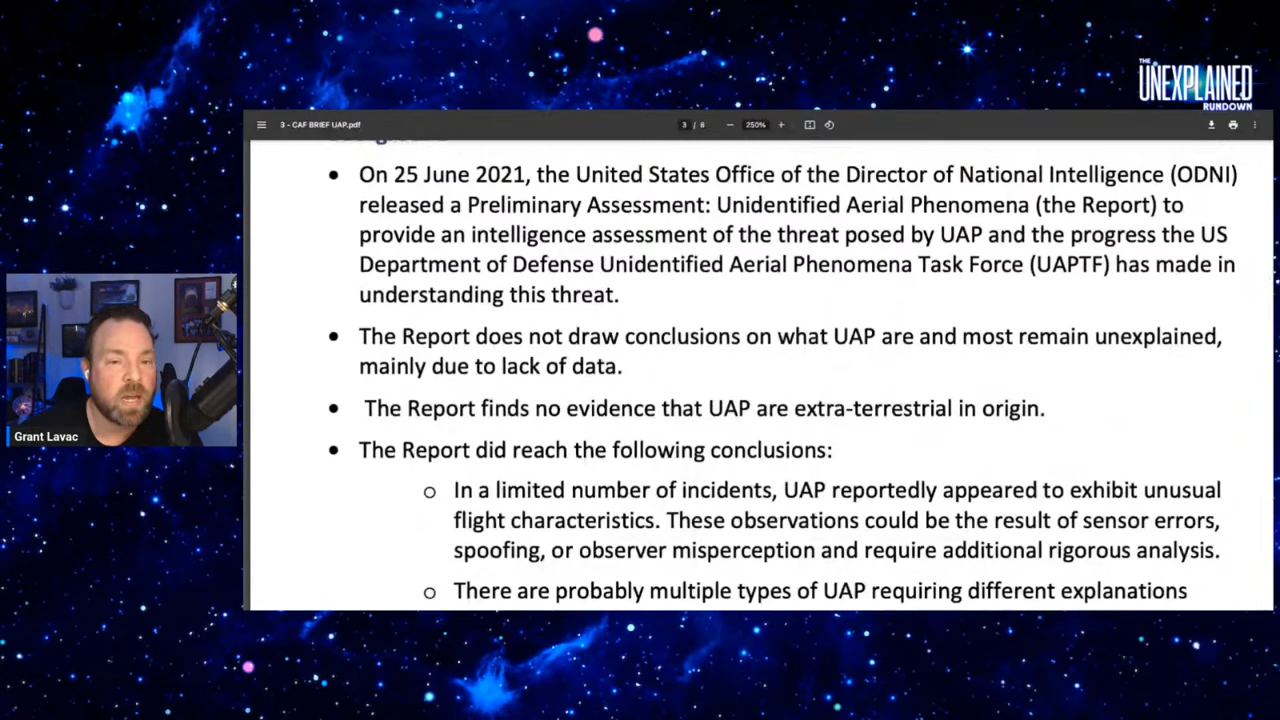 THE
UNEXPLAINED
RUNDOWN
3 - CAF BRIEF UAP.pdf
3 / 8
250%
On 25 June 2021, the United States Office of the Director of National Intelligence (ODNI)
released a Preliminary Assessment: Unidentified Aerial Phenomena (the Report) to
provide an intelligence assessment of the threat posed by UAP and the progress the US
Department of Defense Unidentified Aerial Phenomena Task Force (UAPTF) has made in
understanding this threat.
The Report does not draw conclusions on what UAP are and most remain unexplained,
mainly due to lack of data.
The Report finds no evidence that UAP are extra-terrestrial in origin.
The Report did reach the following conclusions:
In a limited number of incidents, UAP reportedly appeared to exhibit unusual
flight characteristics. These observations could be the result of sensor errors,
spoofing, or observer misperception and require additional rigorous analysis.
There are probably multiple types of UAP requiring different explanations
Grant Lavac